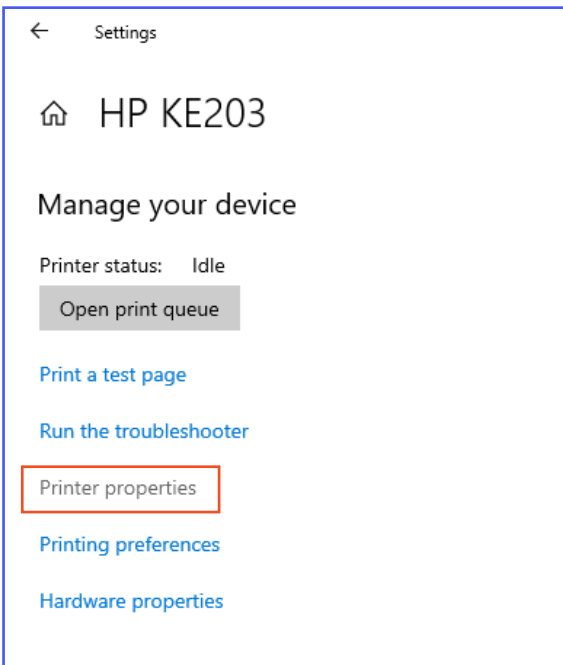 Settings
HP KE203
Manage your device
Printer status: Idle
Open print queue
Print a test page
Run the troubleshooter
Printer properties
Printing preferences
Hardware properties